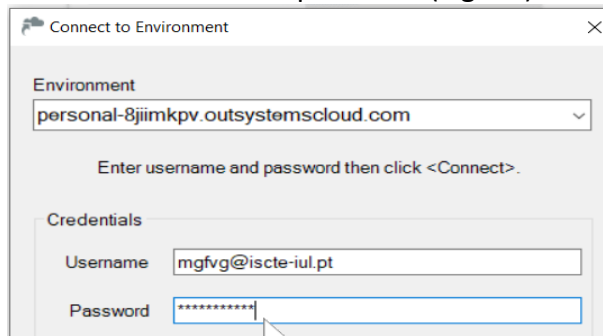 Connect to Environment
Environment
personal-8jiimkpv.outsystemscloud.com
Enter username and password then click <Connect>.
Credentials
Username mgfvg@iscte-iul.pt
Password ***********